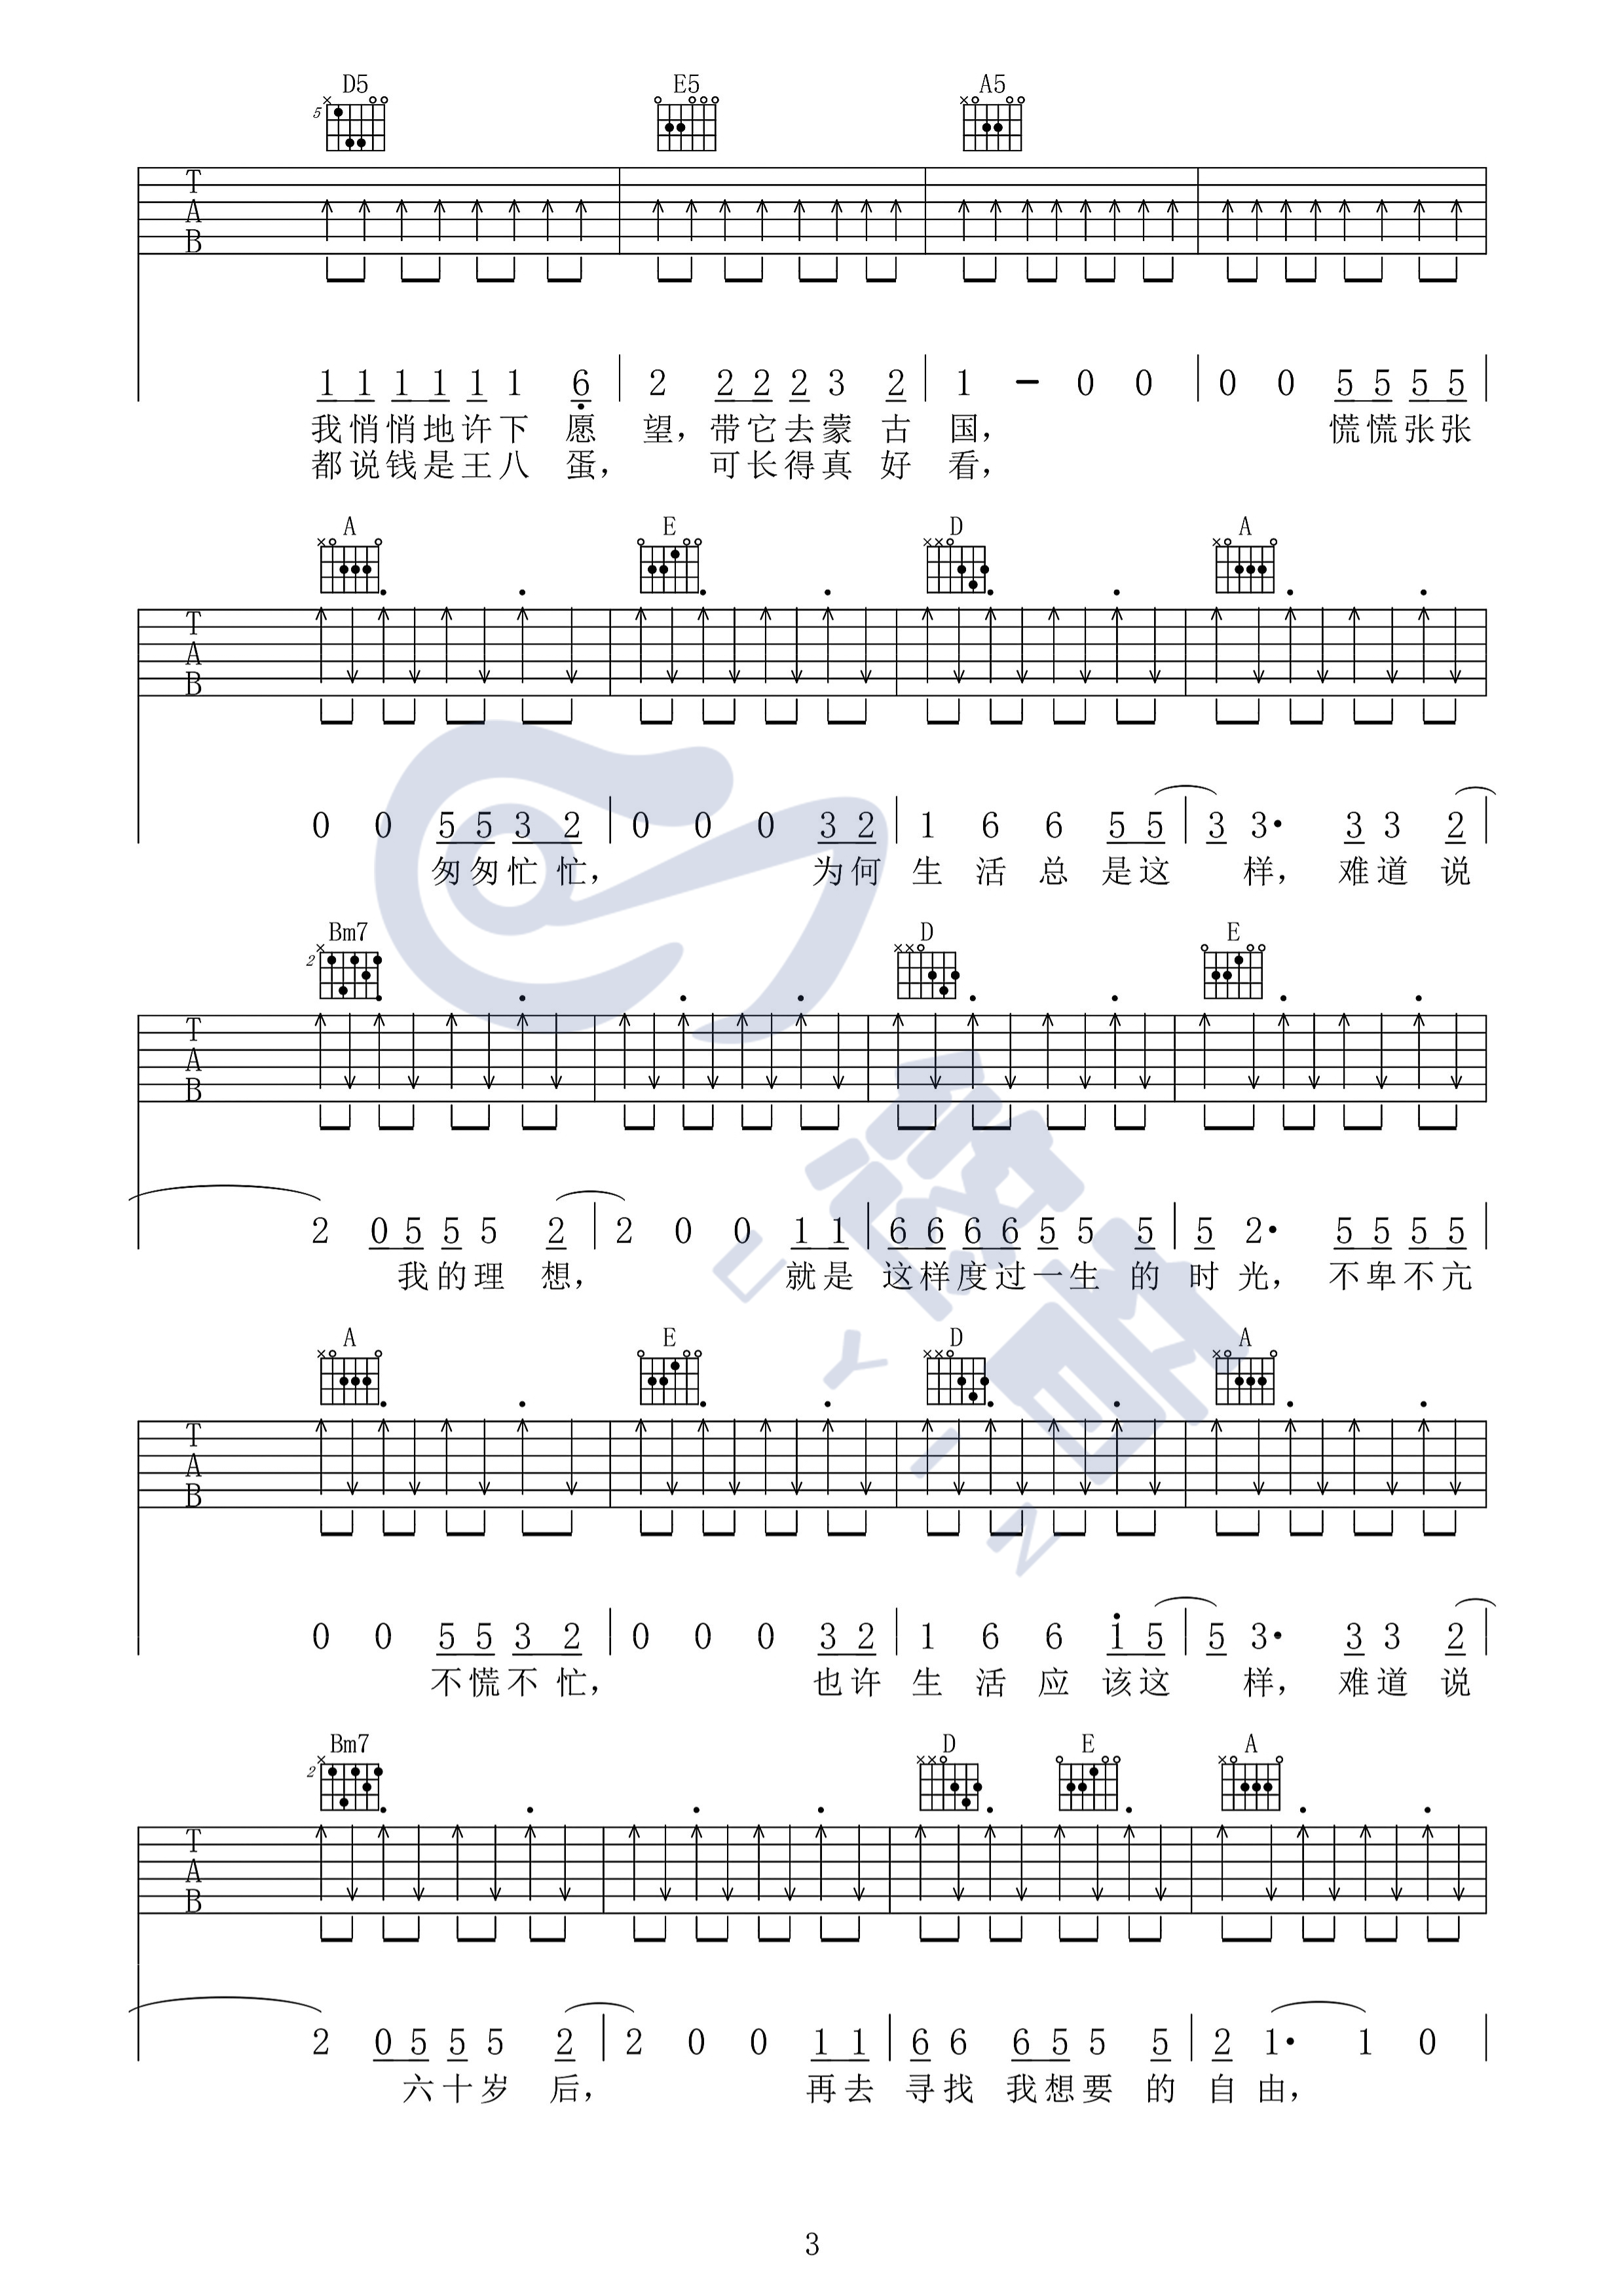 D5 E5 A5
5
T
A
B
1 1 1 1 1 1 6 | 2 2 2 2 3 2 | 1 - 0 0 | 0 0 5 5 5 5 |
我悄悄地许下 愿 望，带它去蒙 古 国， 慌慌张张
都说钱是王八 蛋， 可长得真 好 看，
A E D A
T
A
B
0 0 5 5 3 2 | 0 0 0 3 2 | 1 6 6 5 5 | 3 3· 3 3 2 |
匆匆忙忙， 为何 生 活 总 是这 样， 难道 说
Bm7 D E
2
T
A
B
2 0 5 5 5 2 | 2 0 0 1 1 | 6 6 6 6 5 5 5 | 5 2· 5 5 5 5 |
我的理 想， 就是 这样度过一生 的 时 光， 不卑不亢
A E D A
T
A
B
0 0 5 5 3 2 | 0 0 0 3 2 | 1 6 6 1 5 | 5 3· 3 3 2 |
不慌不忙， 也许 生 活 应 该这 样， 难道 说
Bm7 D E A
2
T
A
B
2 0 5 5 5 2 | 2 0 0 1 1 | 6 6 6 5 5 5 | 2 1· 1 0 |
六十岁 后， 再去 寻找 我想要 的 自 由，
悠音
UYIN
3